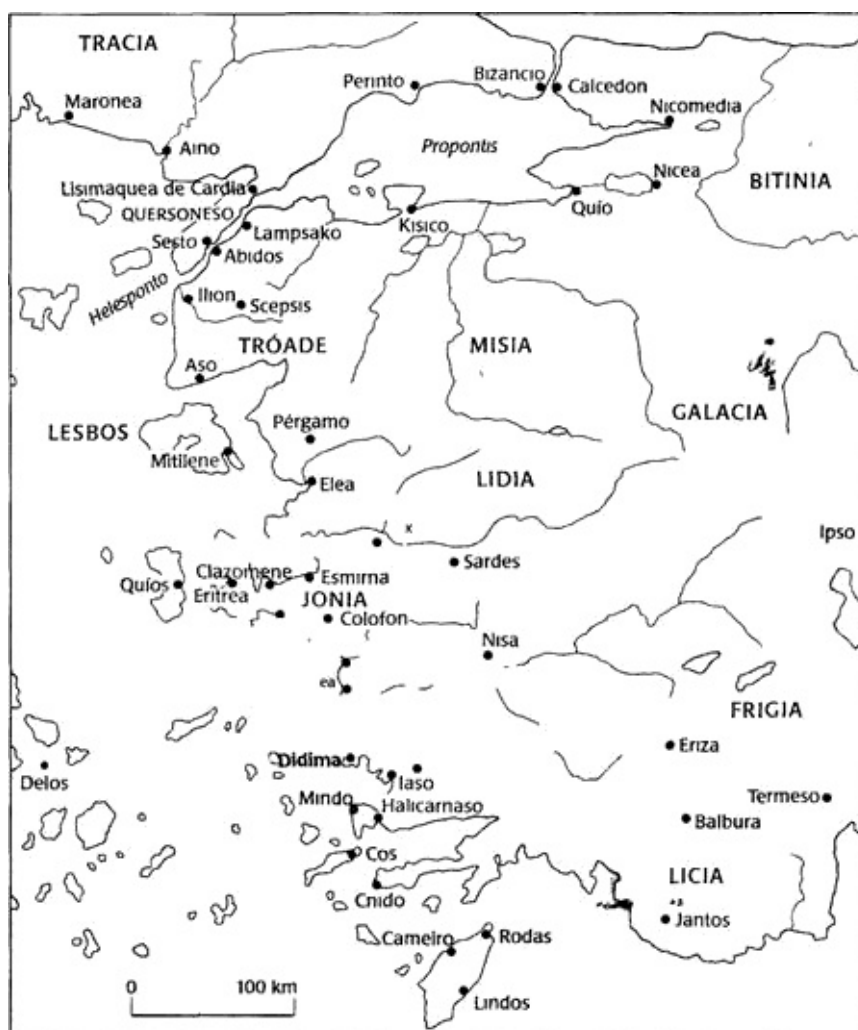 TRACIA
Perinto
Bizancio
Calcedon
Maronea
Nicomedia
Aino
Propontis
Lisimaquea de Cardia
Nicea
BITINIA
QUERSONESO
Quío
Kisico
Lampsako
Sesto
Abidos
Helesponto
Ilion
Scepsis
TRÓADE
MISIA
Aso
GALACIA
LESBOS
Pérgamo
Mitilene
Elea
LIDIA
x
Ipso
Sardes
Clazomene
Esmirna
Quíos
Eritrea
JONIA
Colofon
Nisa
ea
FRIGIA
Eriza
Didima
Delos
Iaso
Mindo
Halicarnaso
Termeso
Balbura
Cos
LICIA
Cnido
Jantos
Cameiro
Rodas
Lindos
0 100 km